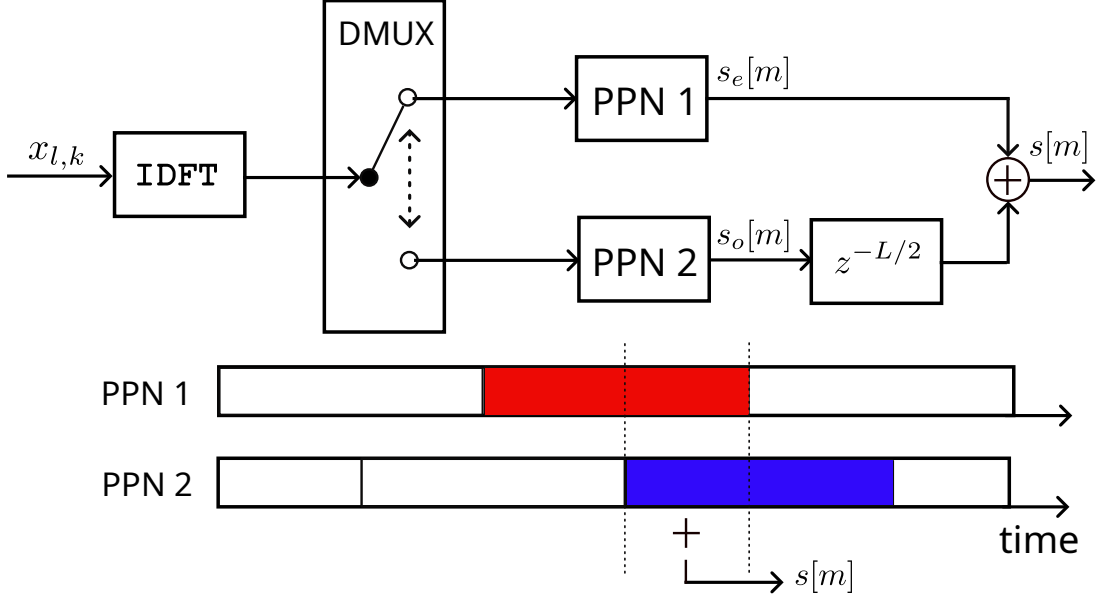 DMUX
x_{l,k}
IDFT
PPN 1
s_e[m]
s[m]
PPN 2
s_o[m]
z^{-L/2}
+
PPN 1
PPN 2
time
+
s[m]